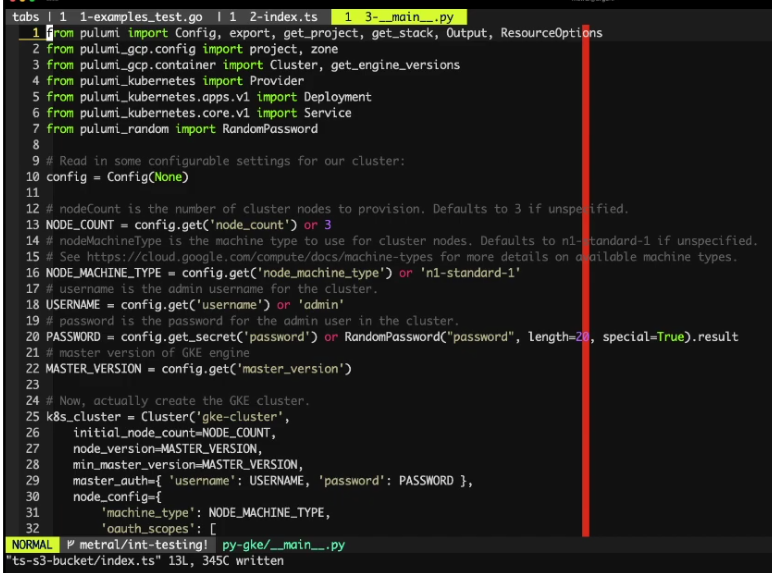 tabs | 1 1-examples_test.go | 1 2-index.ts 1 3-__main__.py
1 from pulumi import Config, export, get_project, get_stack, Output, ResourceOptions
2 from pulumi_gcp.config import project, zone
3 from pulumi_gcp.container import Cluster, get_engine_versions
4 from pulumi_kubernetes import Provider
5 from pulumi_kubernetes.apps.v1 import Deployment
6 from pulumi_kubernetes.core.v1 import Service
7 from pulumi_random import RandomPassword
8
9 # Read in some configurable settings for our cluster:
10 config = Config(None)
11
12 # nodeCount is the number of cluster nodes to provision. Defaults to 3 if unspecified.
13 NODE_COUNT = config.get('node_count') or 3
14 # nodeMachineType is the machine type to use for cluster nodes. Defaults to n1-standard-1 if unspecified.
15 # See https://cloud.google.com/compute/docs/machine-types for more details on available machine types.
16 NODE_MACHINE_TYPE = config.get('node_machine_type') or 'n1-standard-1'
17 # username is the admin username for the cluster.
18 USERNAME = config.get('username') or 'admin'
19 # password is the password for the admin user in the cluster.
20 PASSWORD = config.get_secret('password') or RandomPassword("password", length=20, special=True).result
21 # master version of GKE engine
22 MASTER_VERSION = config.get('master_version')
23
24 # Now, actually create the GKE cluster.
25 k8s_cluster = Cluster('gke-cluster',
26     initial_node_count=NODE_COUNT,
27     node_version=MASTER_VERSION,
28     min_master_version=MASTER_VERSION,
29     master_auth={ 'username': USERNAME, 'password': PASSWORD },
30     node_config={
31         'machine_type': NODE_MACHINE_TYPE,
32         'oauth_scopes': [
NORMAL metral/int-testing! py-gke/__main__.py
"ts-s3-bucket/index.ts" 13L, 345C written